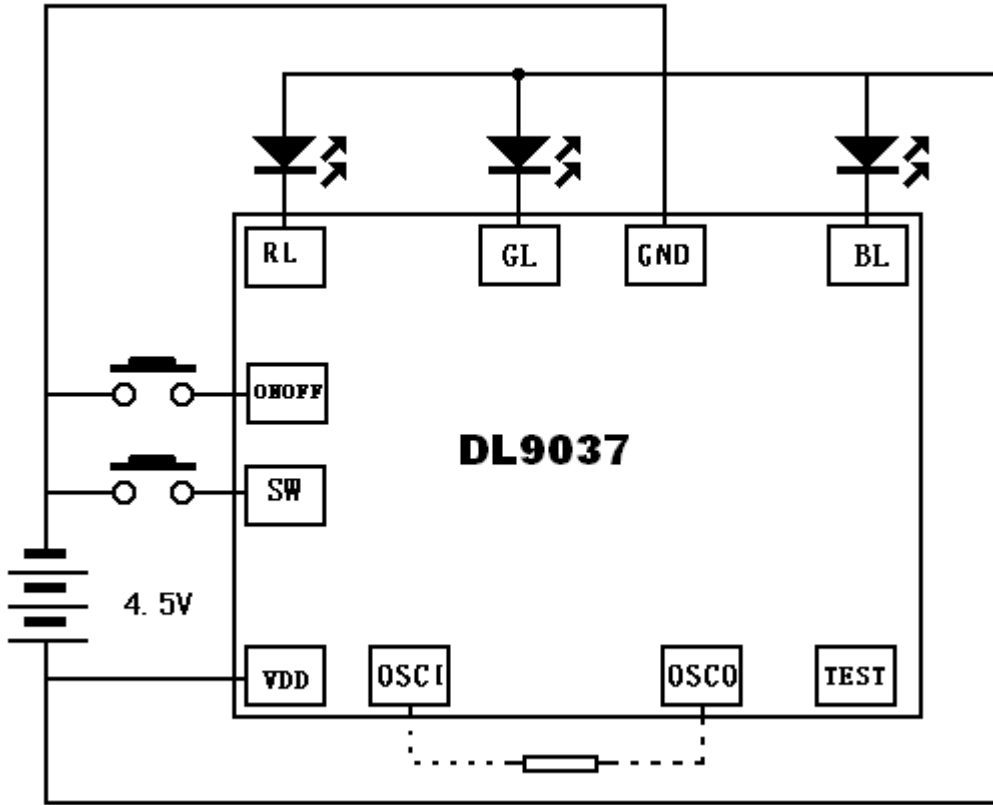 RL
GL
GND
BL
ONOFF
DL9037
SW
4.5V
VDD
OSCI
OSCO
TEST